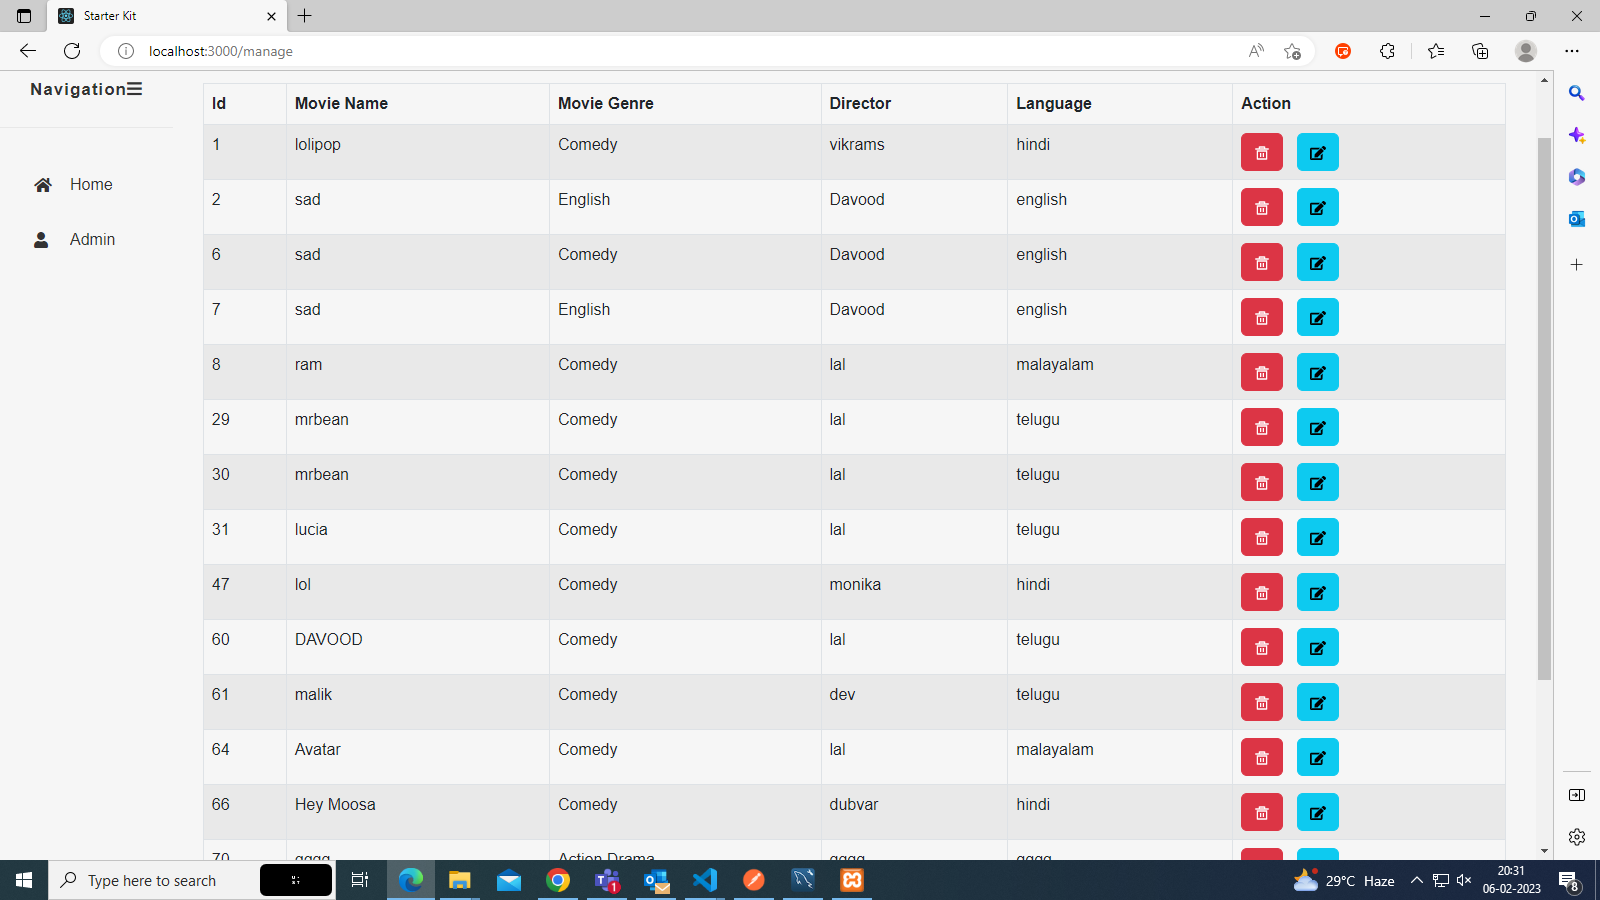 Starter Kit
localhost:3000/manage
Navigation
Home
Admin
Id Movie Name Movie Genre Director Language Action
1 lolipop Comedy vikrams hindi
2 sad English Davood english
6 sad Comedy Davood english
7 sad English Davood english
8 ram Comedy lal malayalam
29 mrbean Comedy lal telugu
30 mrbean Comedy lal telugu
31 lucia Comedy lal telugu
47 lol Comedy monika hindi
60 DAVOOD Comedy lal telugu
61 malik Comedy dev telugu
64 Avatar Comedy lal malayalam
66 Hey Moosa Comedy dubvar hindi
70 Action Drama
Type here to search
1
29°C Haze
20:31
06-02-2023
8